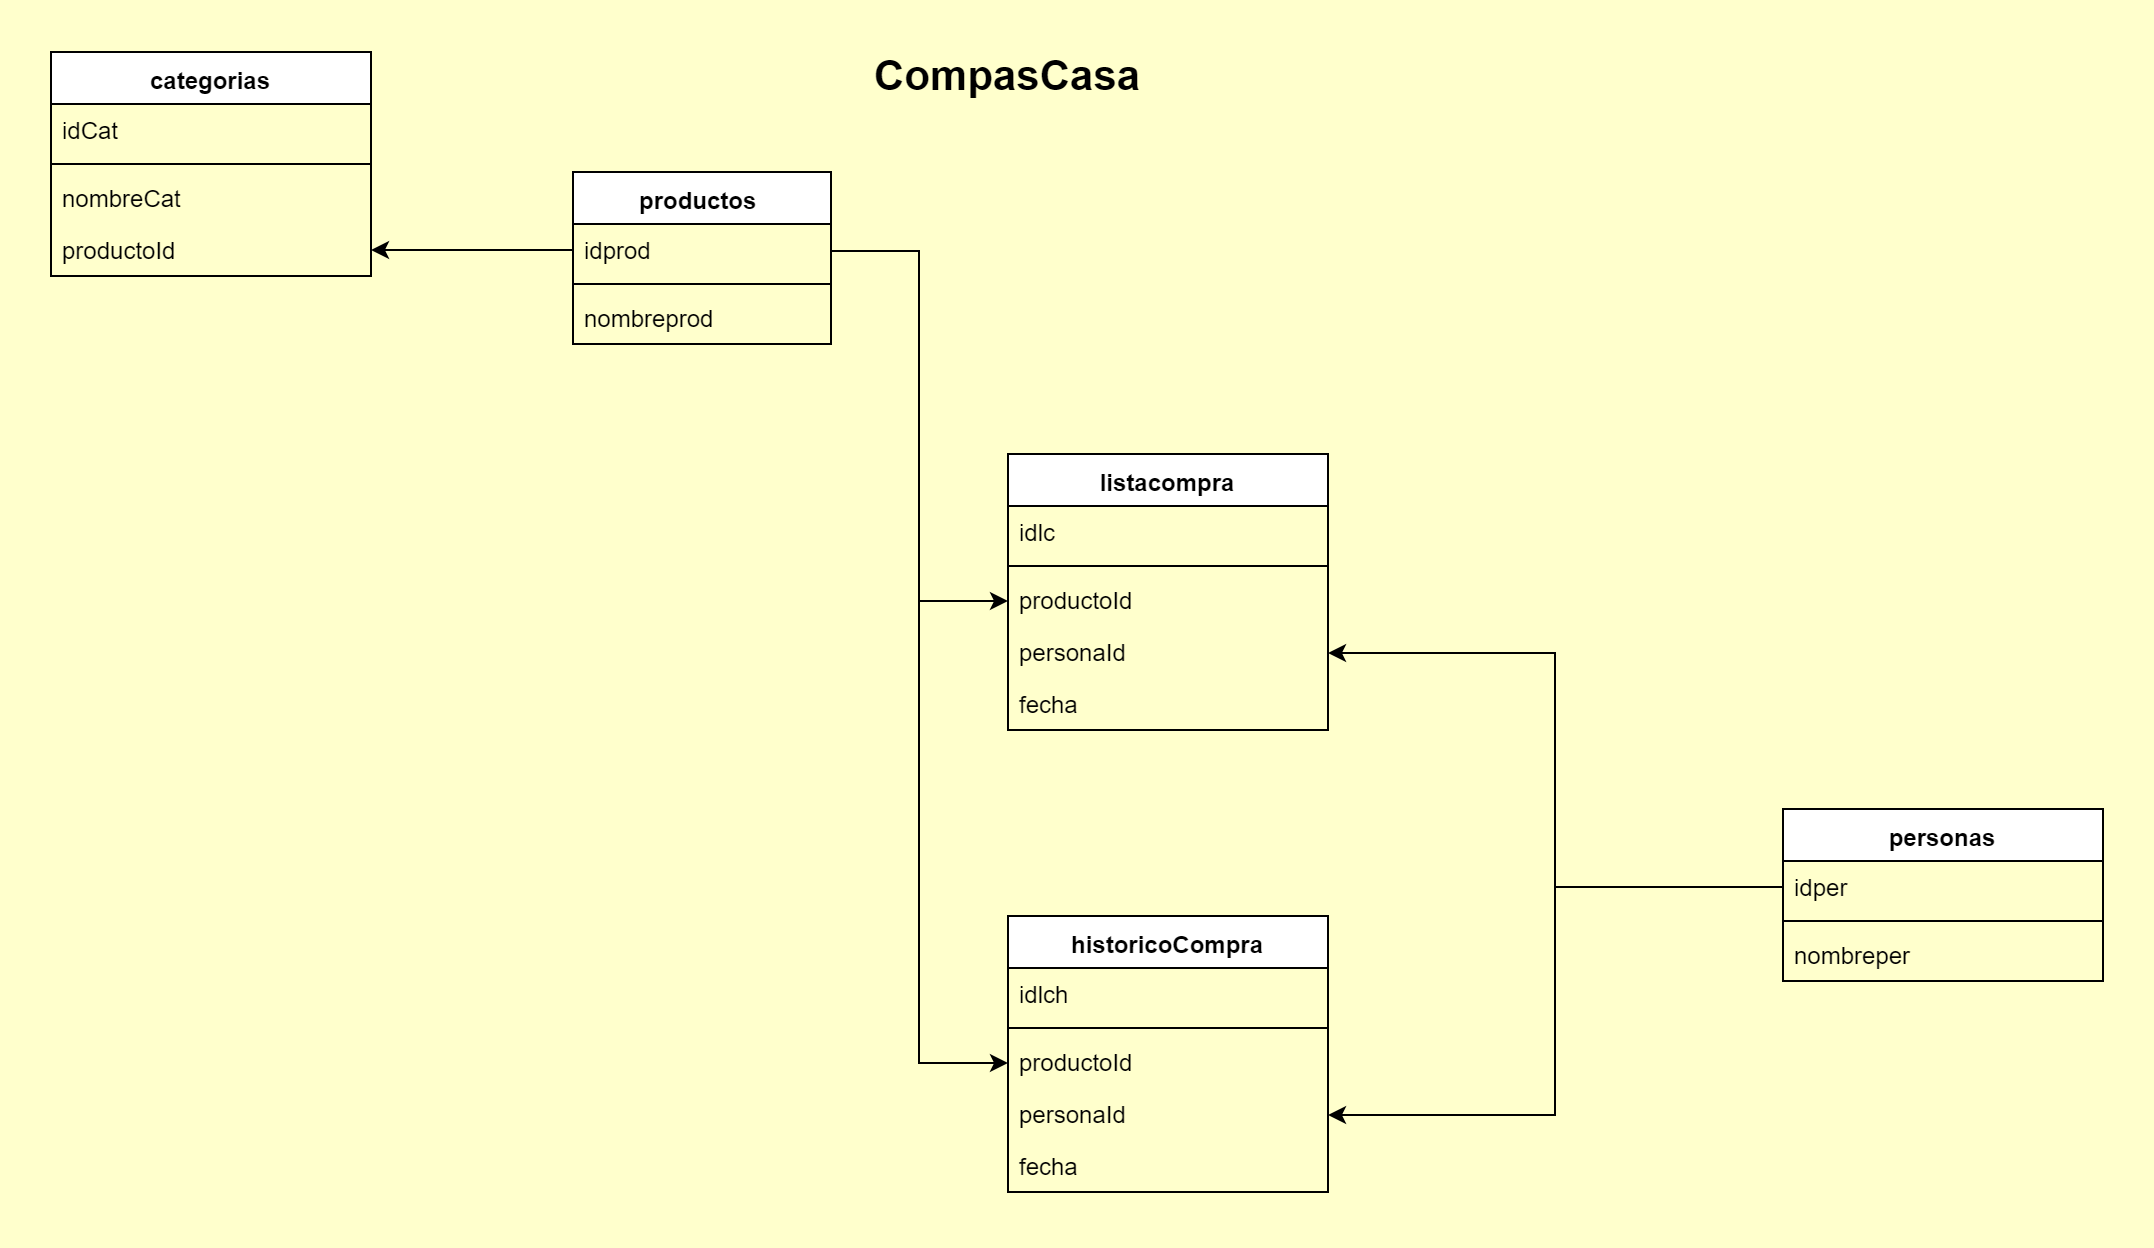 CompasCasa
categorias
idCat
nombreCat
productoId
productos
idprod
nombreprod
listacompra
idlc
productoId
personaId
fecha
historicoCompra
idlch
productoId
personaId
fecha
personas
idper
nombreper